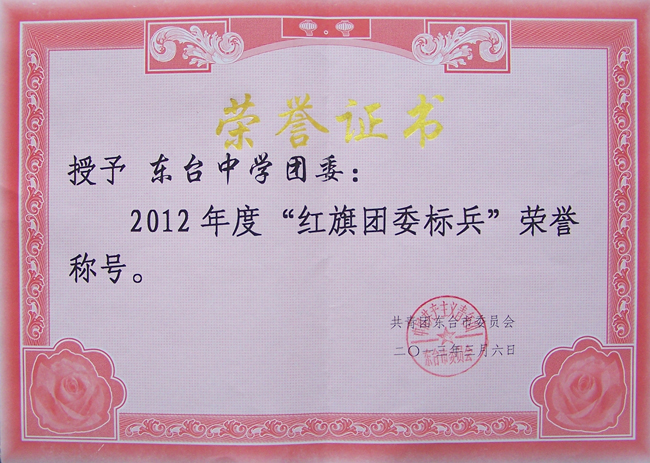 荣誉证书
授予 东台中学团委：
2012年度“红旗团委标兵”荣誉
称号。
共青团东台市委员会
二〇 年 月六日